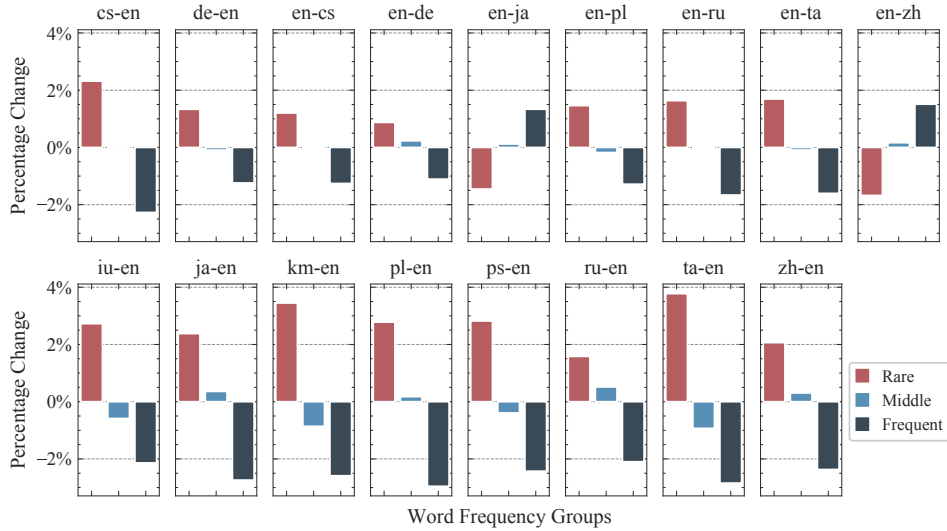 cs-en de-en en-cs en-de en-ja en-pl en-ru en-ta en-zh
4%
2%
0%
−2%
Percentage Change
iu-en ja-en km-en pl-en ps-en ru-en ta-en zh-en
4%
2%
0%
−2%
Percentage Change
Rare
Middle
Frequent
Word Frequency Groups